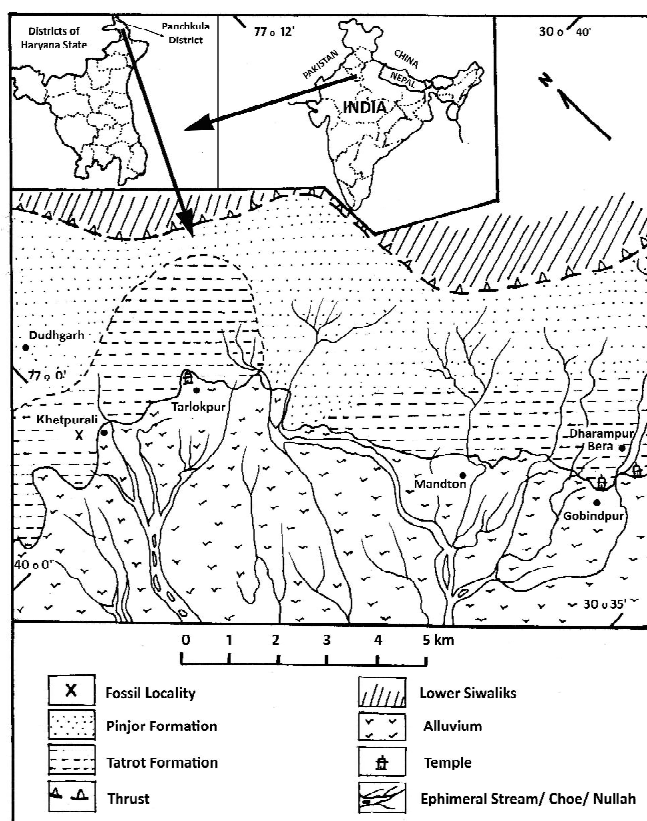 Districts of
Haryana State
Panchkula
District
77 o 12'
30 o 40'
PAKISTAN
CHINA
NEPAL
INDIA
N
Dudhgarh
77 o 0'
Khetpurali
X
Tarlokpur
Dharampur
Bera
Mandton
Gobindpur
40 o 0"
30 o 35'
0 1 2 3 4 5 km
X Fossil Locality
Pinjor Formation
Tatrot Formation
Thrust
Lower Siwaliks
Alluvium
Temple
Ephemeral Stream/ Choe/ Nullah